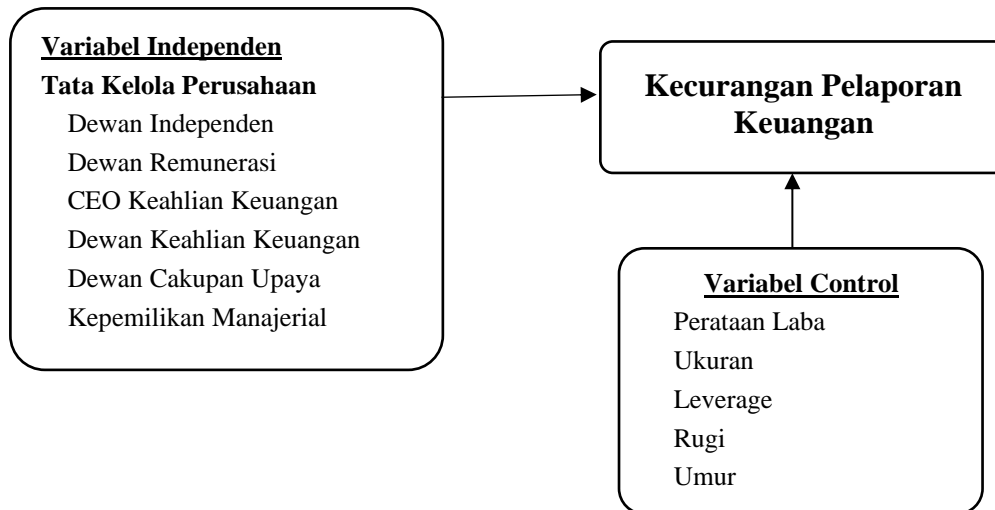 Variabel Independen
Tata Kelola Perusahaan
Dewan Independen
Dewan Remunerasi
CEO Keahlian Keuangan
Dewan Keahlian Keuangan
Dewan Cakupan Upaya
Kepemilikan Manajerial
Kecurangan Pelaporan
Keuangan
Variabel Control
Perataan Laba
Ukuran
Leverage
Rugi
Umur